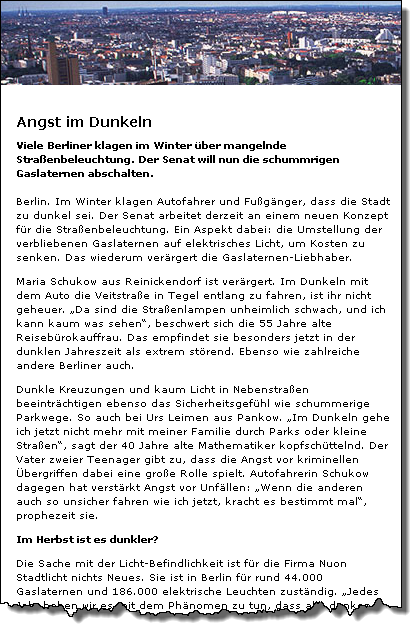 Angst im Dunkeln
Viele Berliner klagen im Winter über mangelnde
Straßenbeleuchtung. Der Senat will nun die schummrigen
Gaslaternen abschalten.
Berlin. Im Winter klagen Autofahrer und Fußgänger, dass die Stadt
zu dunkel sei. Der Senat arbeitet derzeit an einem neuen Konzept
für die Straßenbeleuchtung. Ein Aspekt dabei: die Umstellung der
verbliebenen Gaslaternen auf elektrisches Licht, um Kosten zu
senken. Das wiederum verärgert die Gaslaternen-Liebhaber.
Maria Schukow aus Reinickendorf ist verärgert. Im Dunkeln mit
dem Auto die Veitstraße in Tegel entlang zu fahren, ist ihr nicht
geheuer. „Da sind die Straßenlampen unheimlich schwach, und ich
kann kaum was sehen“, beschwert sich die 55 Jahre alte
Reisebürokauffrau. Das empfindet sie besonders jetzt in der
dunklen Jahreszeit als extrem störend. Ebenso wie zahlreiche
andere Berliner auch.
Dunkle Kreuzungen und kaum Licht in Nebenstraßen
beeinträchtigen ebenso das Sicherheitsgefühl wie schummerige
Parkwege. So auch bei Urs Leimen aus Pankow. „Im Dunkeln gehe
ich jetzt nicht mehr mit meiner Familie durch Parks oder kleine
Straßen“, sagt der 40 Jahre alte Mathematiker kopfschüttelnd. Der
Vater zweier Teenager gibt zu, dass die Angst vor kriminellen
Übergriffen dabei eine große Rolle spielt. Autofahrerin Schukow
dagegen hat verstärkt Angst vor Unfällen: „Wenn die anderen
auch so unsicher fahren wie ich jetzt, kracht es bestimmt mal“,
prophezeit sie.
Im Herbst ist es dunkler?
Die Sache mit der Licht-Befindlichkeit ist für die Firma Nuon
Stadtlicht nichts Neues. Sie ist in Berlin für rund 44.000
Gaslaternen und 186.000 elektrische Leuchten zuständig. „Jedes
haben wir es mit dem Phänomen zu tun, dass